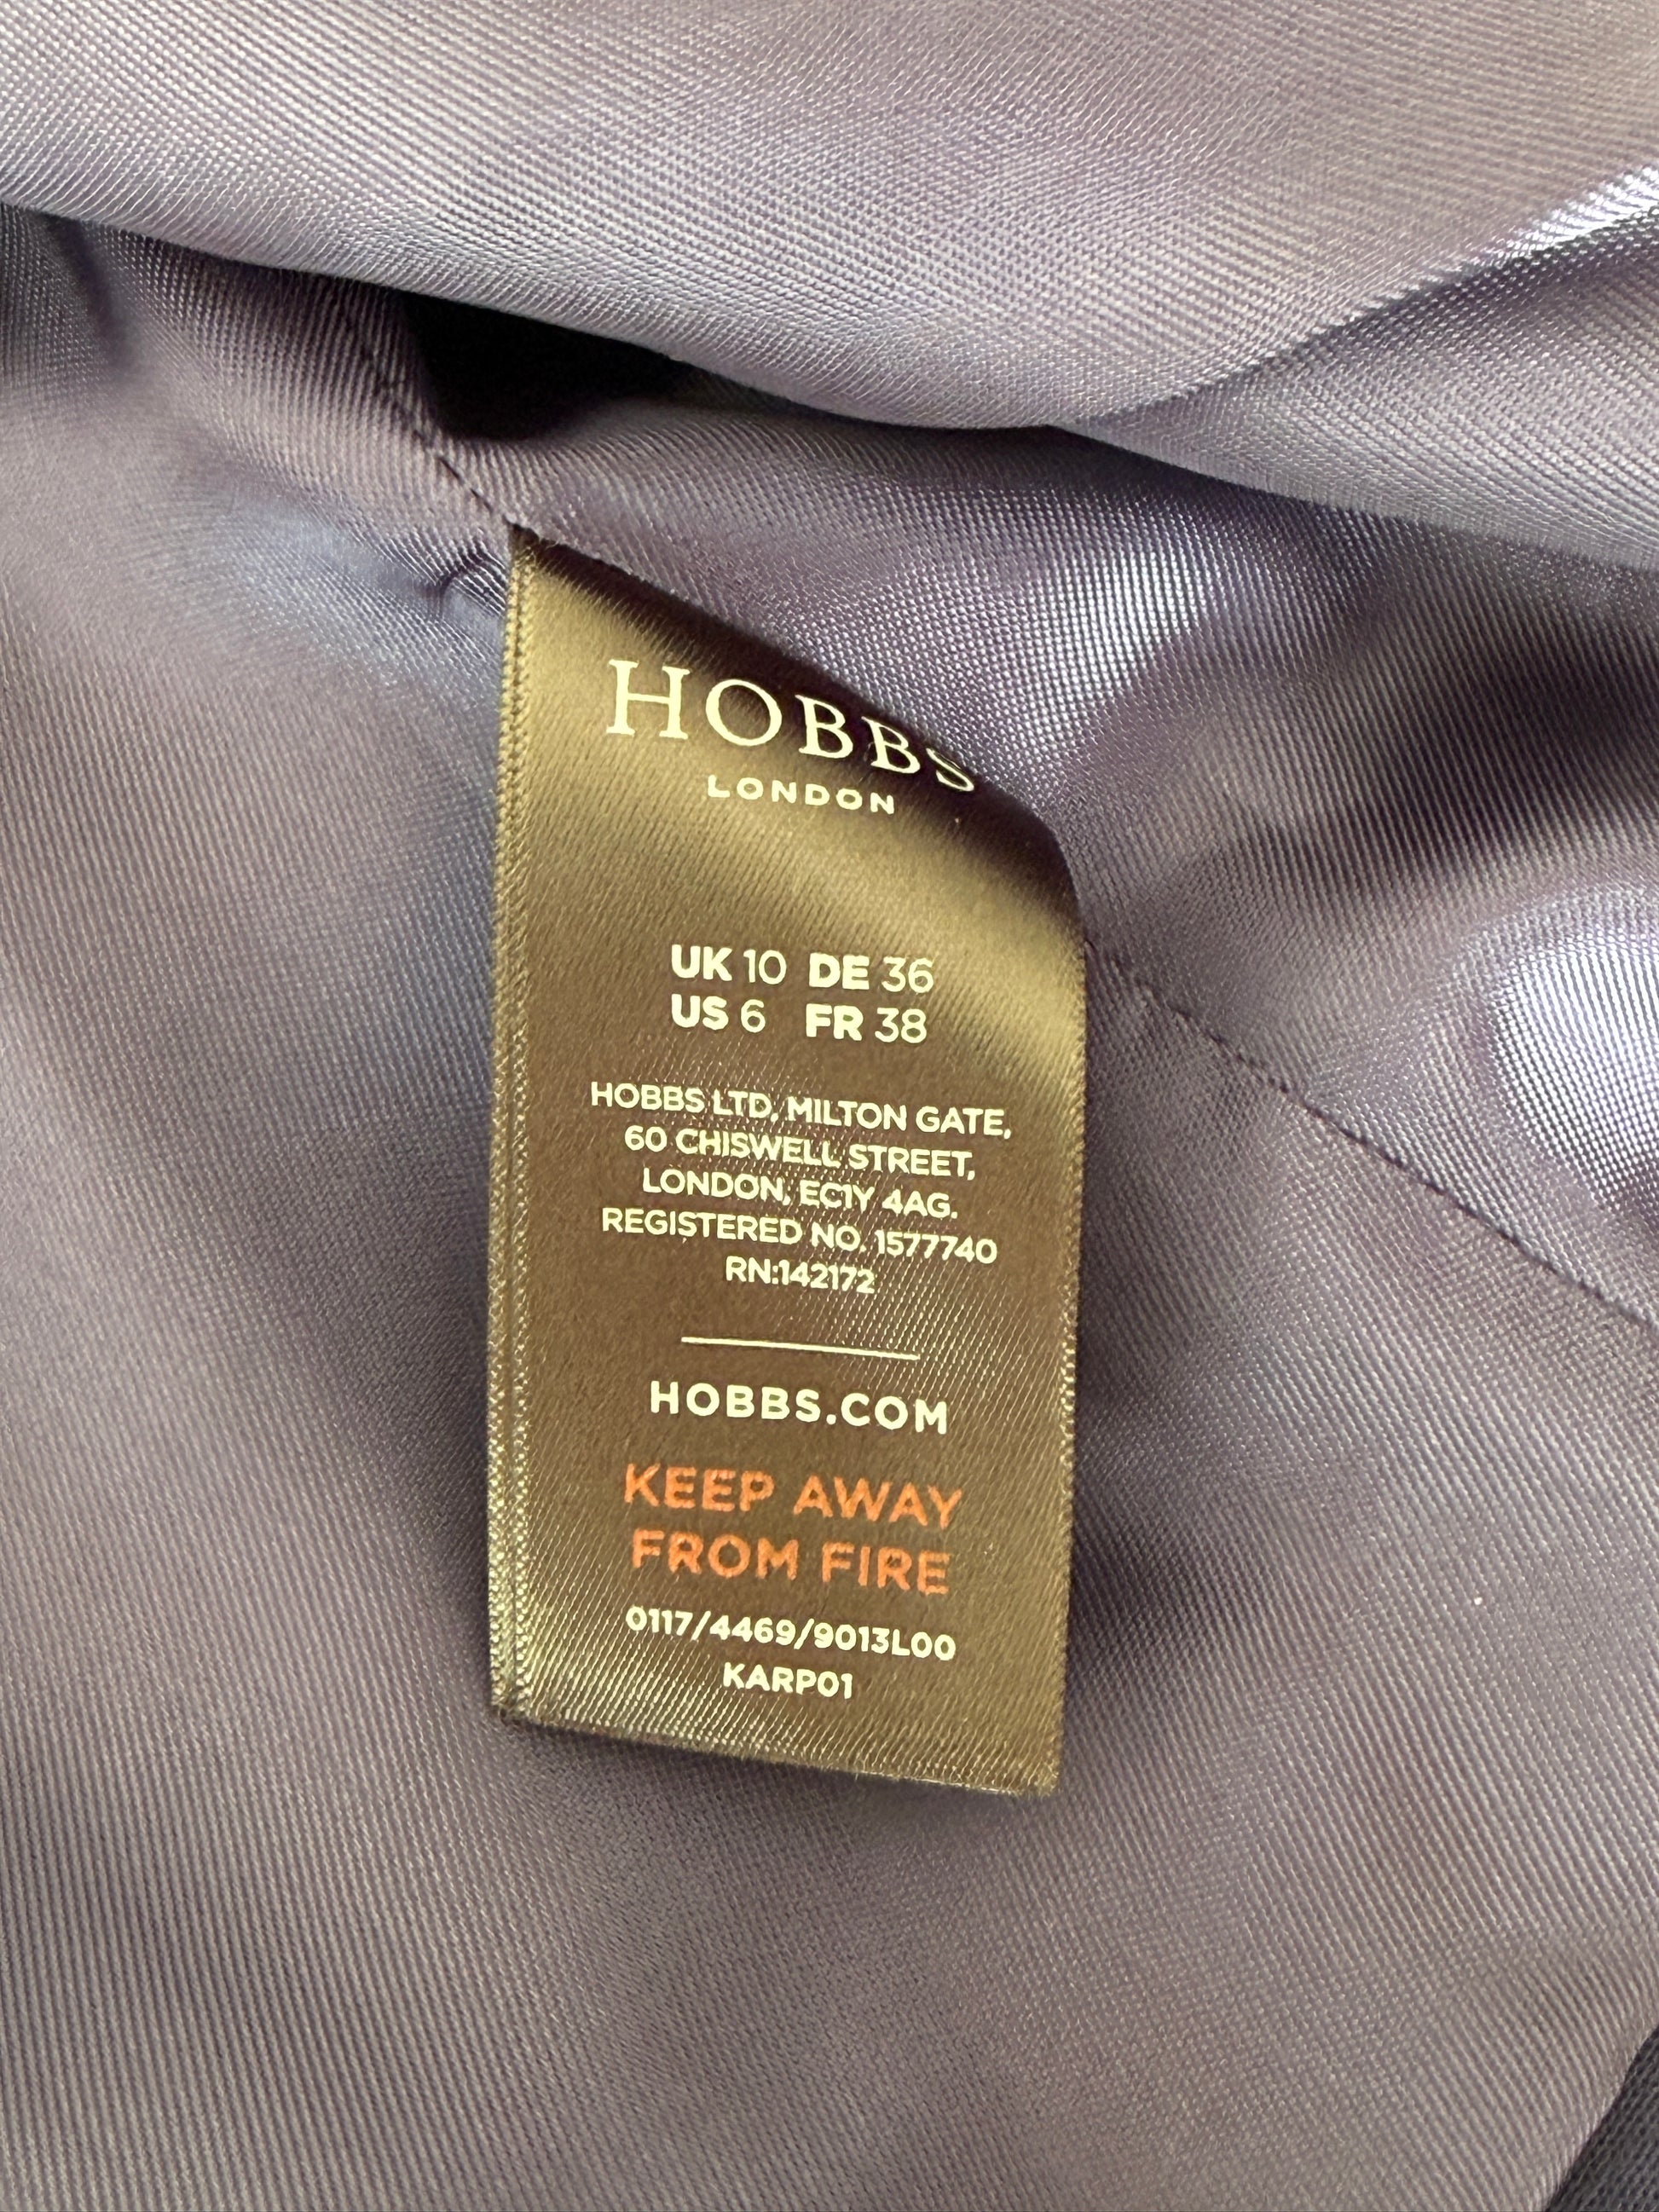 HOBBS
LONDON
UK 10 DE 36
US 6 FR 38
HOBBS LTD, MILTON GATE,
60 CHISWELL STREET,
LONDON, EC1Y 4AG.
REGISTERED NO. 1577740
RN:142172
HOBBS.COM
KEEP AWAY
FROM FIRE
0117/4469/9013L00
KARP01